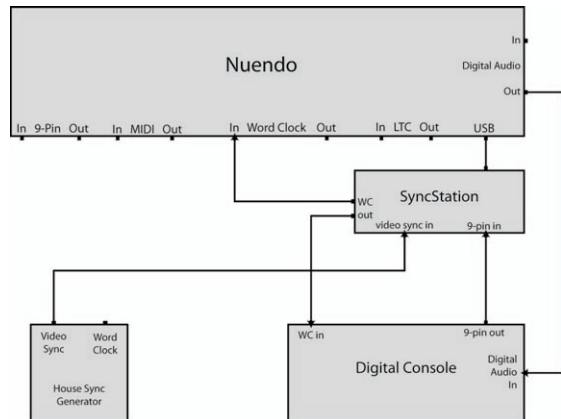 In
Nuendo
Digital Audio
Out
In 9-Pin Out In MIDI Out In Word Clock Out In LTC Out USB
SyncStation
WC
out
video sync in 9-pin in
Video
Sync
Word
Clock
House Sync
Generator
WC in
9-pin out
Digital Console
Digital
Audio
In